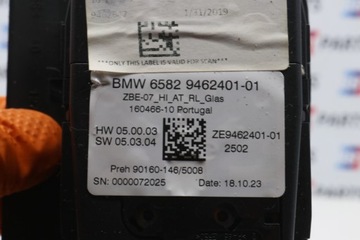 1/31/2019
***ONLY THIS LABEL IS VALID FOR SCAN***
BMW 6582 9462401-01
ZBE-07_HI_AT_RL_Glas
160466-10 Portugal
HW 05.00.03
SW 05.03.04
ZE9462401-01
2502
Preh 90160-146/5008
SN: 0000072025 Date: 18.10.23